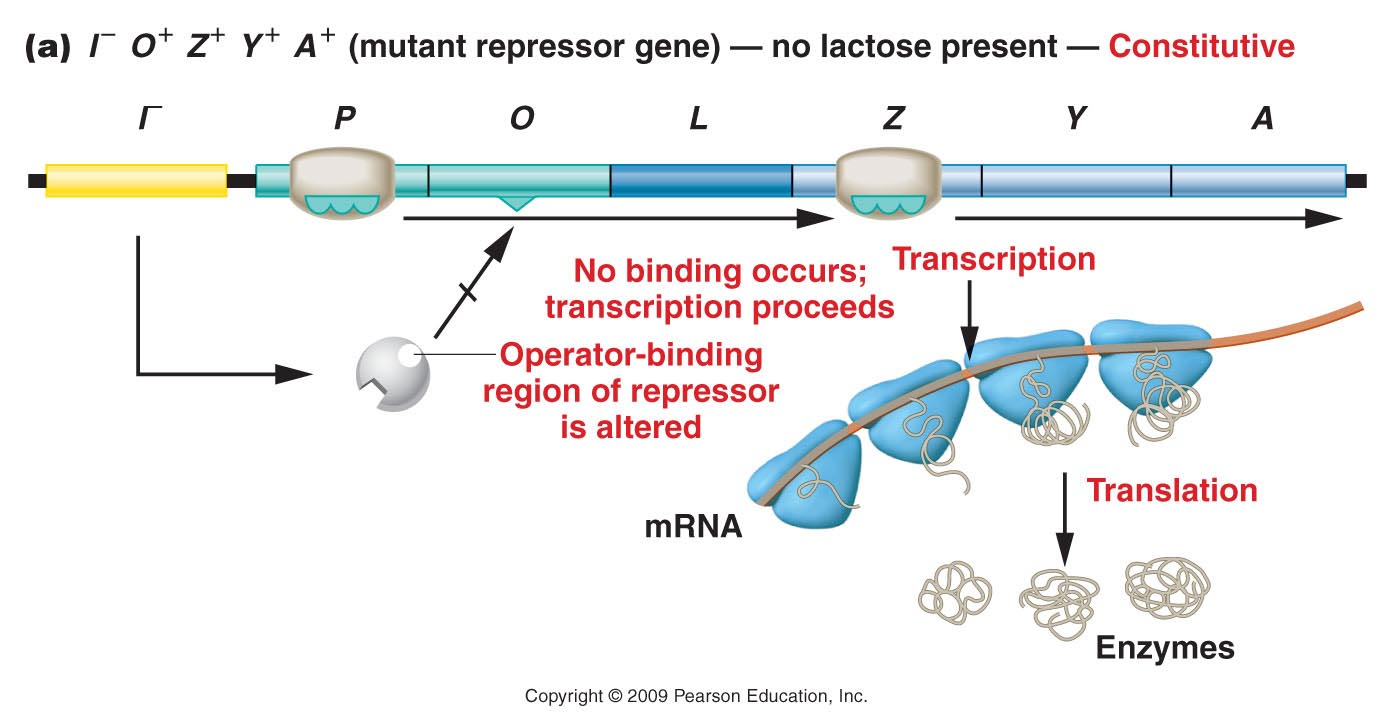 (a) I⁻ O⁺ Z⁺ Y⁺ A⁺ (mutant repressor gene) — no lactose present — Constitutive
I⁻ P O L Z Y A
No binding occurs;
transcription proceeds
Transcription
Operator-binding
region of repressor
is altered
mRNA
Translation
Enzymes
Copyright © 2009 Pearson Education, Inc.